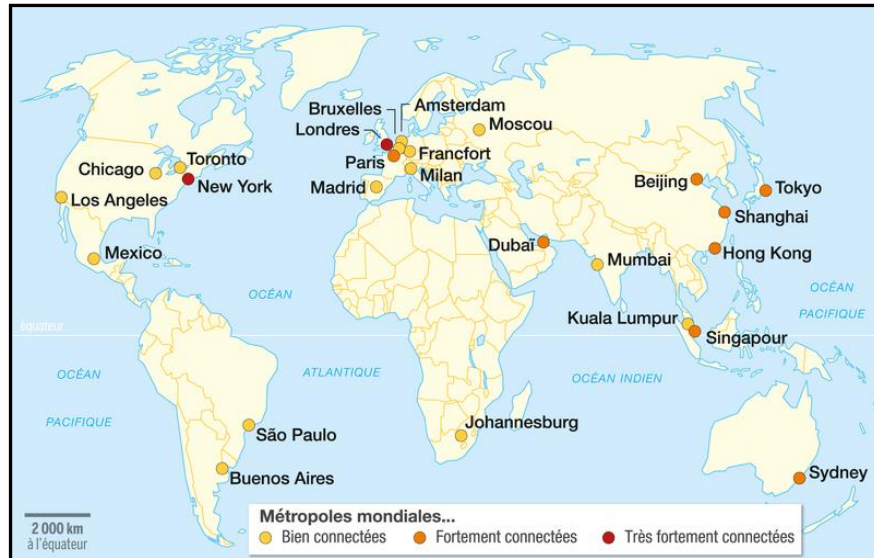 Bruxelles
Amsterdam
Londres
Moscou
Paris
Francfort
Milan
Madrid
Chicago
Toronto
New York
Los Angeles
Mexico
Beijing
Tokyo
Shanghai
Dubaï
Hong Kong
Mumbai
Kuala Lumpur
Singapour
OCÉAN
ATLANTIQUE
OCÉAN
PACIFIQUE
équateur
OCÉAN
PACIFIQUE
OCÉAN INDIEN
São Paulo
Buenos Aires
Johannesburg
Sydney
2 000 km
à l'équateur
Métropoles mondiales...
Bien connectées
Fortement connectées
Très fortement connectées